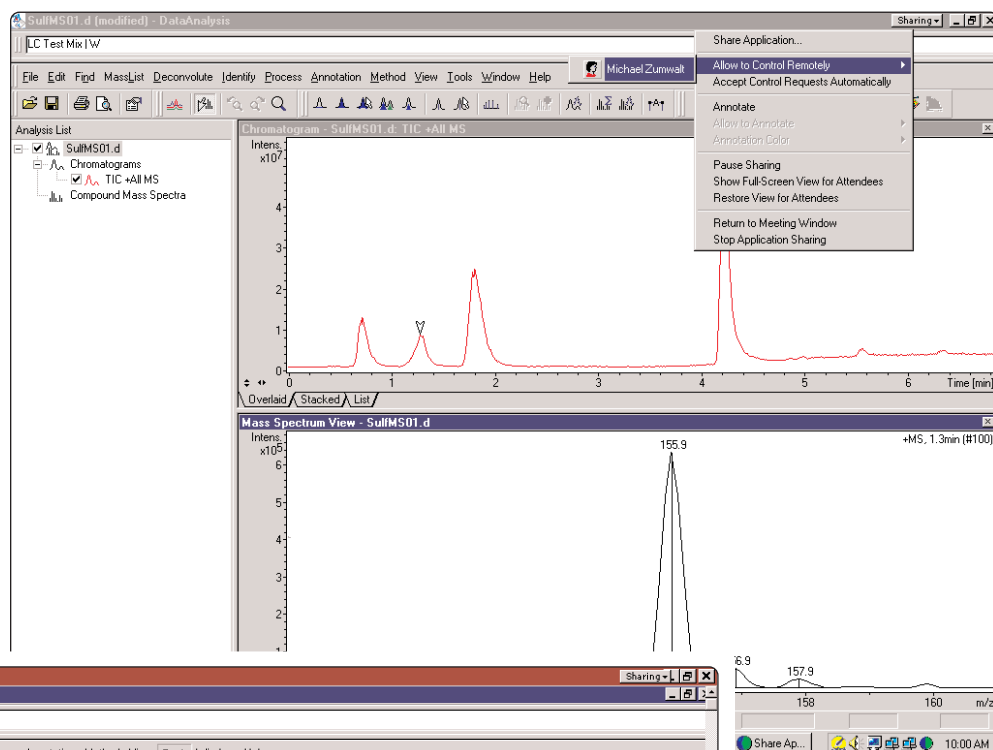 SulfMS01.d (modified) - DataAnalysis
Sharing
LC Test Mix | W
Share Application...
Michael Zumwalt
Allow to Control Remotely
Accept Control Requests Automatically
File Edit Find MassList Deconvolute Identify Process Annotation Method View Tools Window Help
Annotate
Allow to Annotate
Annotation Color
Pause Sharing
Show Full-Screen View for Attendees
Restore View for Attendees
Return to Meeting Window
Stop Application Sharing
Analysis List
SulfMS01.d
Chromatograms
TIC +All MS
Compound Mass Spectra
Chromatogram - SulfMS01.d: TIC +All MS
Intens.
x107
4
3
2
1
0
0 1 2 3 4 5 6 Time [min]
Overlaid Stacked List
Mass Spectrum View - SulfMS01.d
Intens.
x105
+MS, 1.3min (#100)
155.9
6
5
4
3
2
1
6.9
157.9
158 160 m/z
Sharing
Share Ap...
10:00 AM